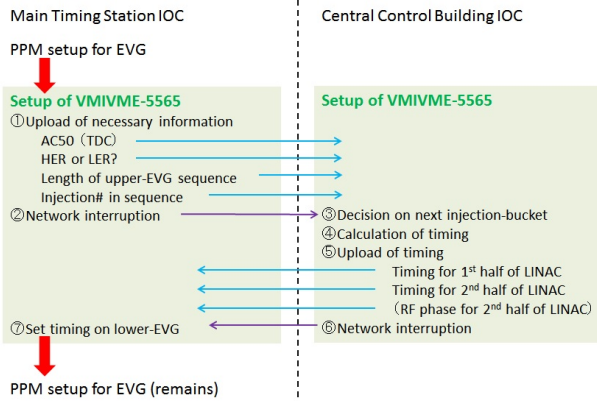 Main Timing Station IOC
Central Control Building IOC
PPM setup for EVG
Setup of VMIVME-5565
Setup of VMIVME-5565
①Upload of necessary information
AC50 (TDC)
HER or LER?
Length of upper-EVG sequence
Injection# in sequence
②Network interruption
③Decision on next injection-bucket
④Calculation of timing
⑤Upload of timing
Timing for 1st half of LINAC
Timing for 2nd half of LINAC
(RF phase for 2nd half of LINAC)
⑦Set timing on lower-EVG
⑥Network interruption
PPM setup for EVG (remains)